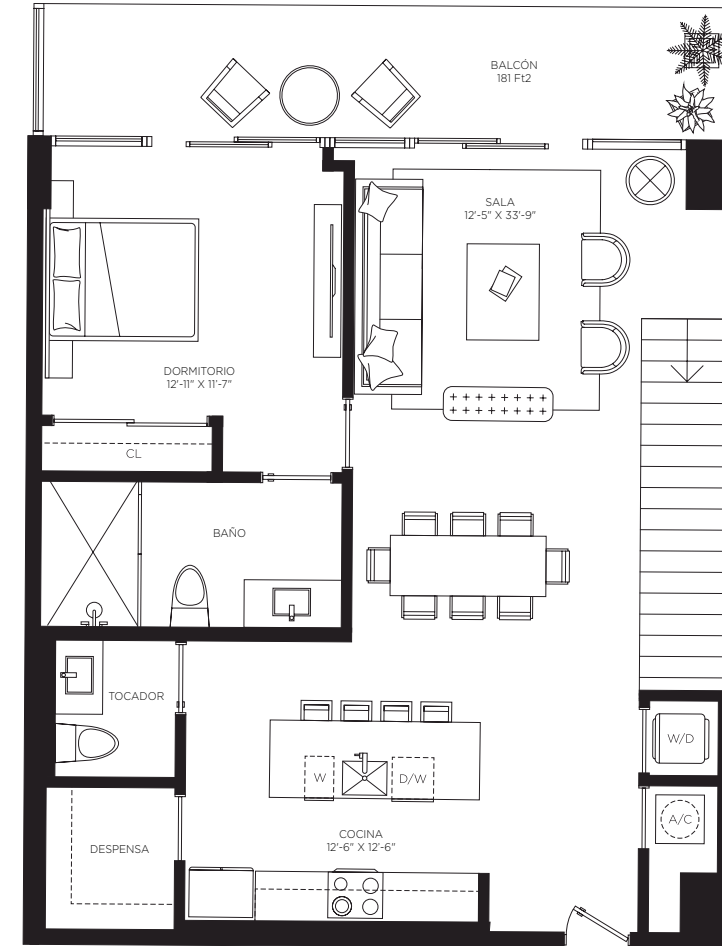 BALCÓN
181 Ft2
SALA
12'-5" X 33'-9"
DORMITORIO
12'-11" X 11'-7"
CL
BAÑO
TOCADOR
W/D
W
D/W
A/C
COCINA
12'-6" X 12'-6"
DESPENSA